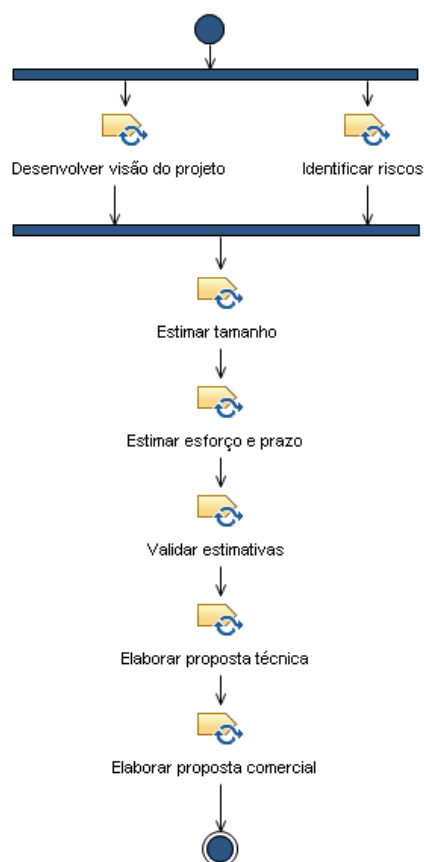 Desenvolver visão do projeto
Identificar riscos
Estimar tamanho
Estimar esforço e prazo
Validar estimativas
Elaborar proposta técnica
Elaborar proposta comercial